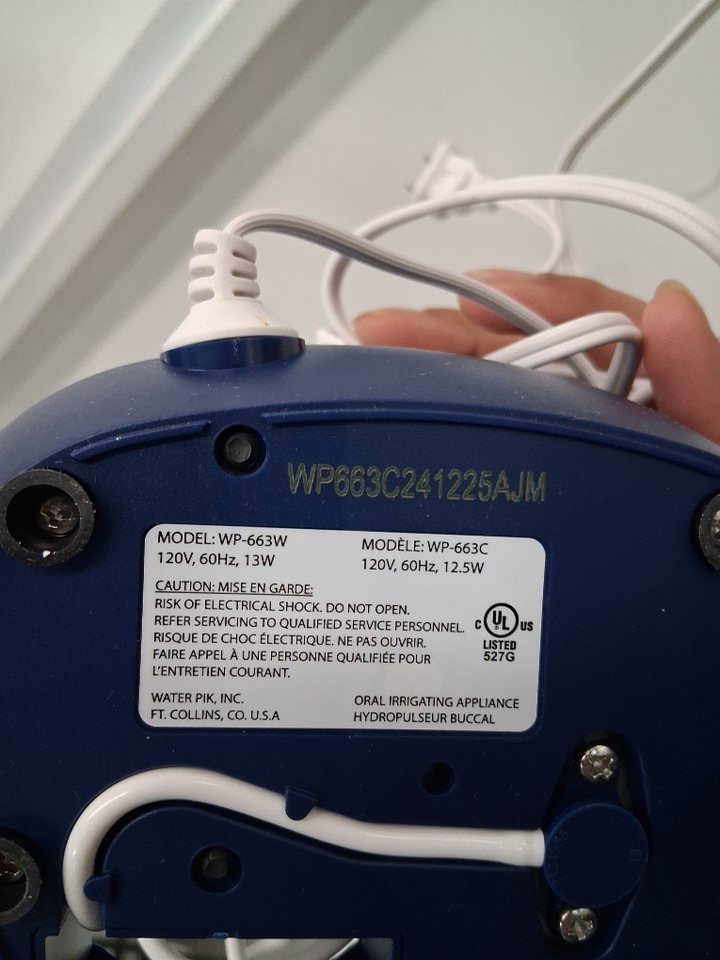 WP663C241225AJM
MODEL: WP-663W
120V, 60Hz, 13W
MODÈLE: WP-663C
120V, 60Hz, 12.5W
CAUTION: MISE EN GARDE:
RISK OF ELECTRICAL SHOCK. DO NOT OPEN.
REFER SERVICING TO QUALIFIED SERVICE PERSONNEL.
RISQUE DE CHOC ÉLECTRIQUE. NE PAS OUVRIR.
FAIRE APPEL À UNE PERSONNE QUALIFIÉE POUR
L'ENTRETIEN COURANT.
C UL US
LISTED
527G
WATER PIK, INC.
FT. COLLINS, CO. U.S.A
ORAL IRRIGATING APPLIANCE
HYDROPULSEUR BUCCAL